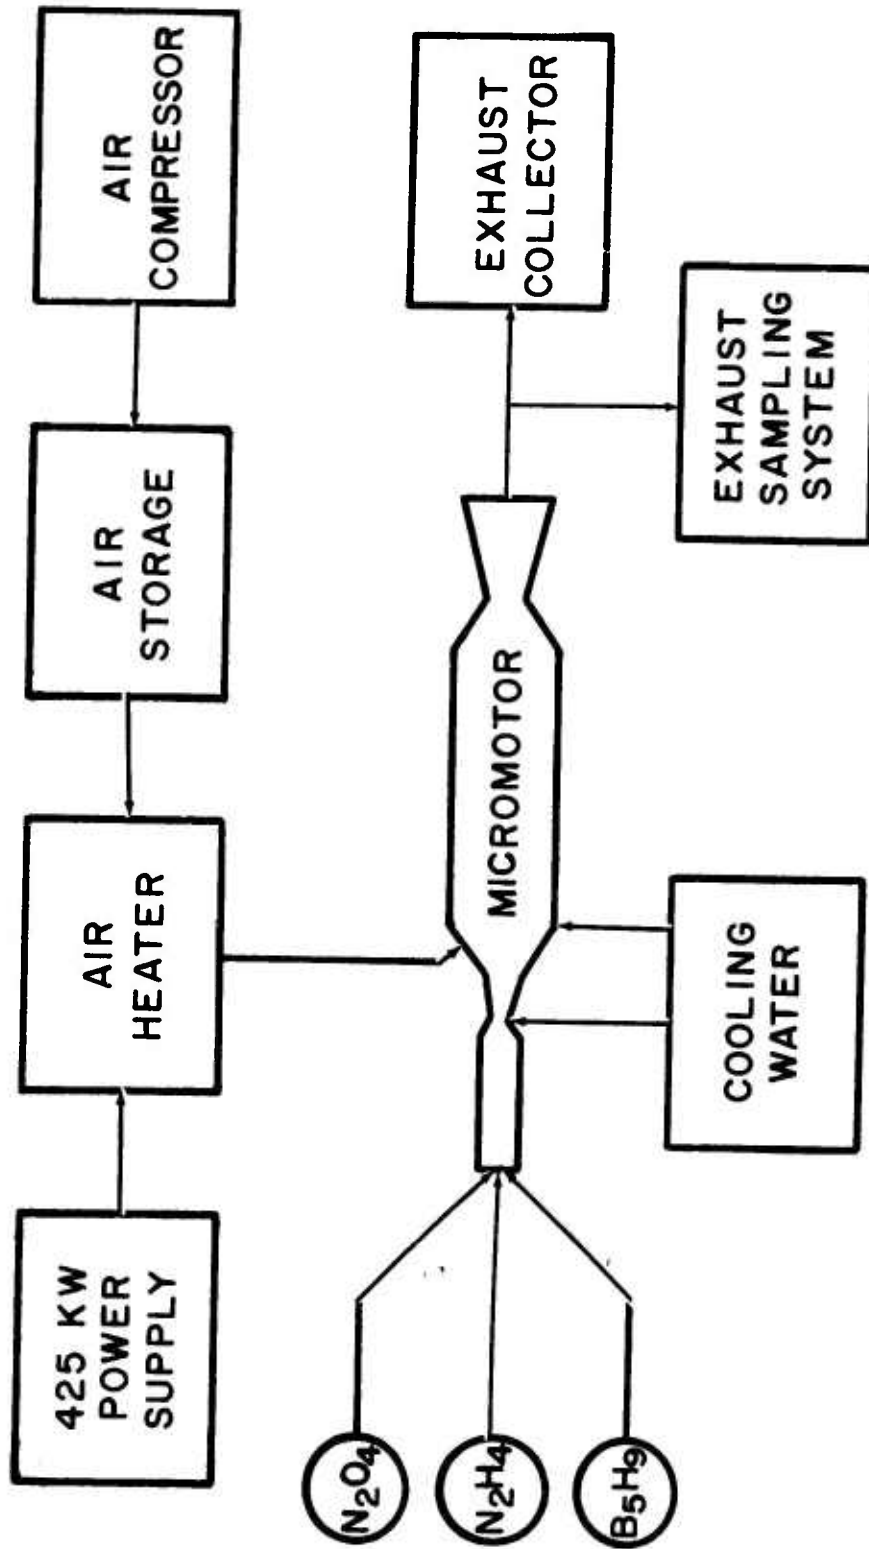 425 KW
POWER
SUPPLY
AIR
HEATER
AIR
STORAGE
AIR
COMPRESSOR
N₂O₄
N₂H₄
B₅H₉
MICROMOTOR
EXHAUST
COLLECTOR
COOLING
WATER
EXHAUST
SAMPLING
SYSTEM